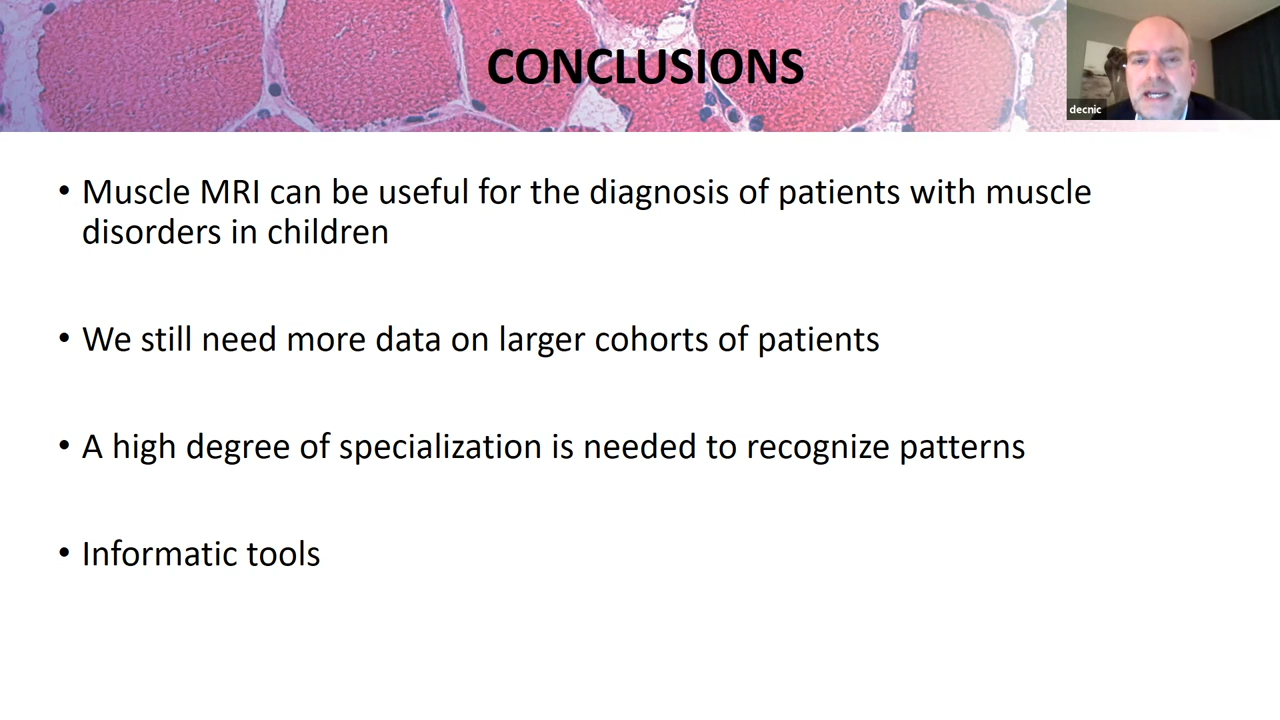 CONCLUSIONS
decnic
• Muscle MRI can be useful for the diagnosis of patients with muscle
disorders in children
• We still need more data on larger cohorts of patients
• A high degree of specialization is needed to recognize patterns
• Informatic tools